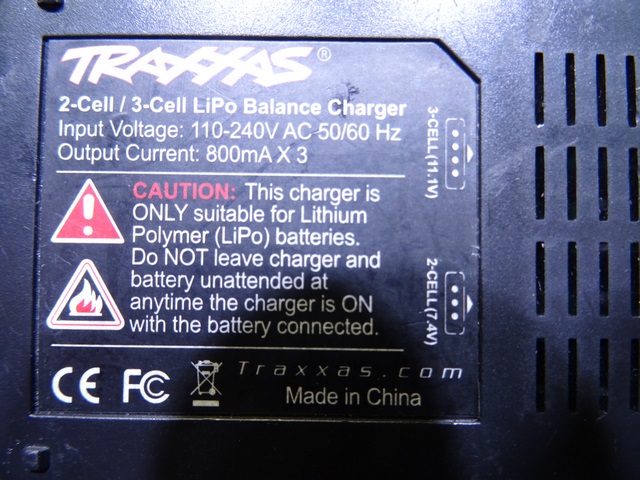 TRAXXAS®
2-Cell / 3-Cell LiPo Balance Charger
Input Voltage: 110-240V AC 50/60 Hz
Output Current: 800mA X 3
3-CELL(11.1V)
CAUTION: This charger is
ONLY suitable for Lithium
Polymer (LiPo) batteries.
Do NOT leave charger and
battery unattended at
anytime the charger is ON
with the battery connected.
2-CELL(7.4V)
CE FC
Traxxas.com
Made in China